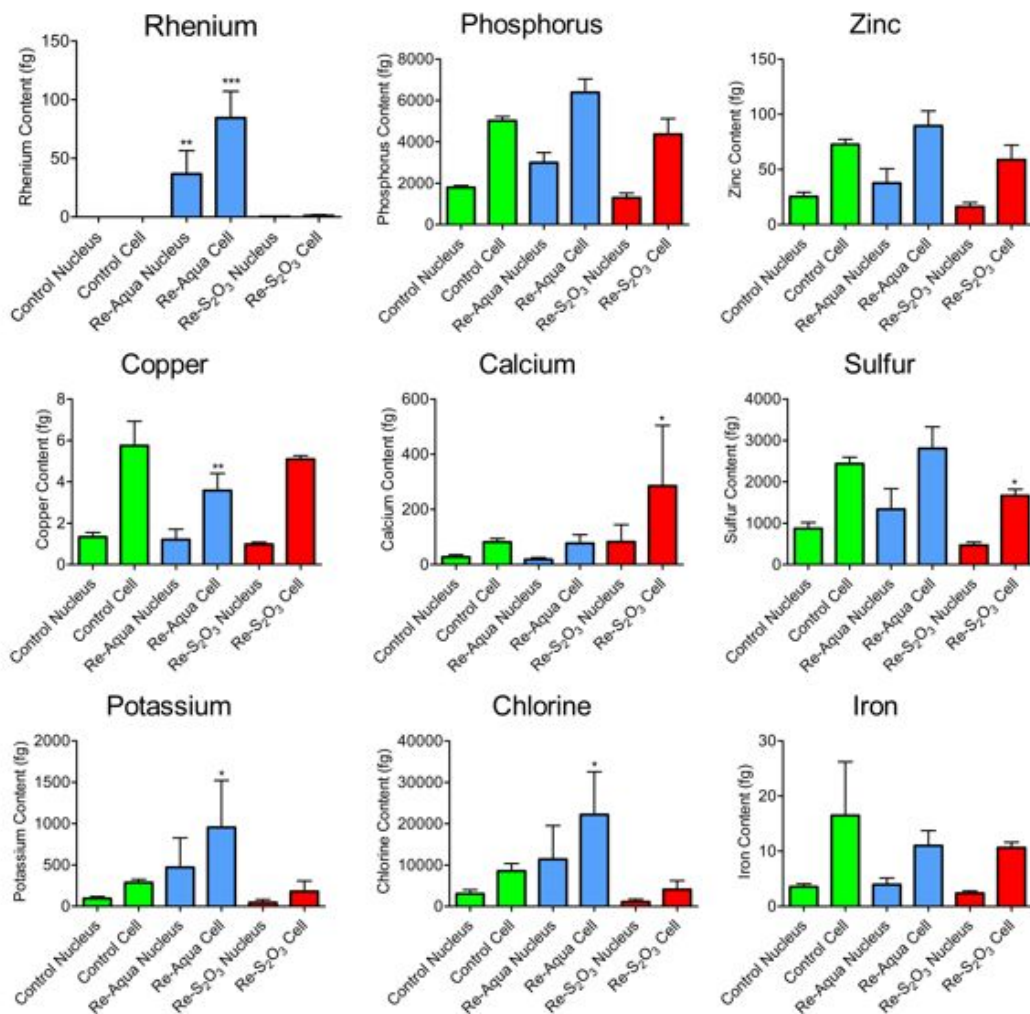 Rhenium
Rhenium Content (fg)
150
100
50
0
**
***
Control Nucleus
Control Cell
Re-Aqua Nucleus
Re-Aqua Cell
Re-S₂O₃ Nucleus
Re-S₂O₃ Cell
Phosphorus
Phosphorus Content (fg)
8000
6000
4000
2000
0
Control Nucleus
Control Cell
Re-Aqua Nucleus
Re-Aqua Cell
Re-S₂O₃ Nucleus
Re-S₂O₃ Cell
Zinc
Zinc Content (fg)
150
100
50
0
Control Nucleus
Control Cell
Re-Aqua Nucleus
Re-Aqua Cell
Re-S₂O₃ Nucleus
Re-S₂O₃ Cell
Copper
Copper Content (fg)
8
6
4
2
0
**
Control Nucleus
Control Cell
Re-Aqua Nucleus
Re-Aqua Cell
Re-S₂O₃ Nucleus
Re-S₂O₃ Cell
Calcium
Calcium Content (fg)
600
400
200
0
*
Control Nucleus
Control Cell
Re-Aqua Nucleus
Re-Aqua Cell
Re-S₂O₃ Nucleus
Re-S₂O₃ Cell
Sulfur
Sulfur Content (fg)
4000
3000
2000
1000
0
*
Control Nucleus
Control Cell
Re-Aqua Nucleus
Re-Aqua Cell
Re-S₂O₃ Nucleus
Re-S₂O₃ Cell
Potassium
Potassium Content (fg)
2000
1500
1000
500
0
*
Control Nucleus
Control Cell
Re-Aqua Nucleus
Re-Aqua Cell
Re-S₂O₃ Nucleus
Re-S₂O₃ Cell
Chlorine
Chlorine Content (fg)
40000
30000
20000
10000
0
*
Control Nucleus
Control Cell
Re-Aqua Nucleus
Re-Aqua Cell
Re-S₂O₃ Nucleus
Re-S₂O₃ Cell
Iron
Iron Content (fg)
30
20
10
0
Control Nucleus
Control Cell
Re-Aqua Nucleus
Re-Aqua Cell
Re-S₂O₃ Nucleus
Re-S₂O₃ Cell